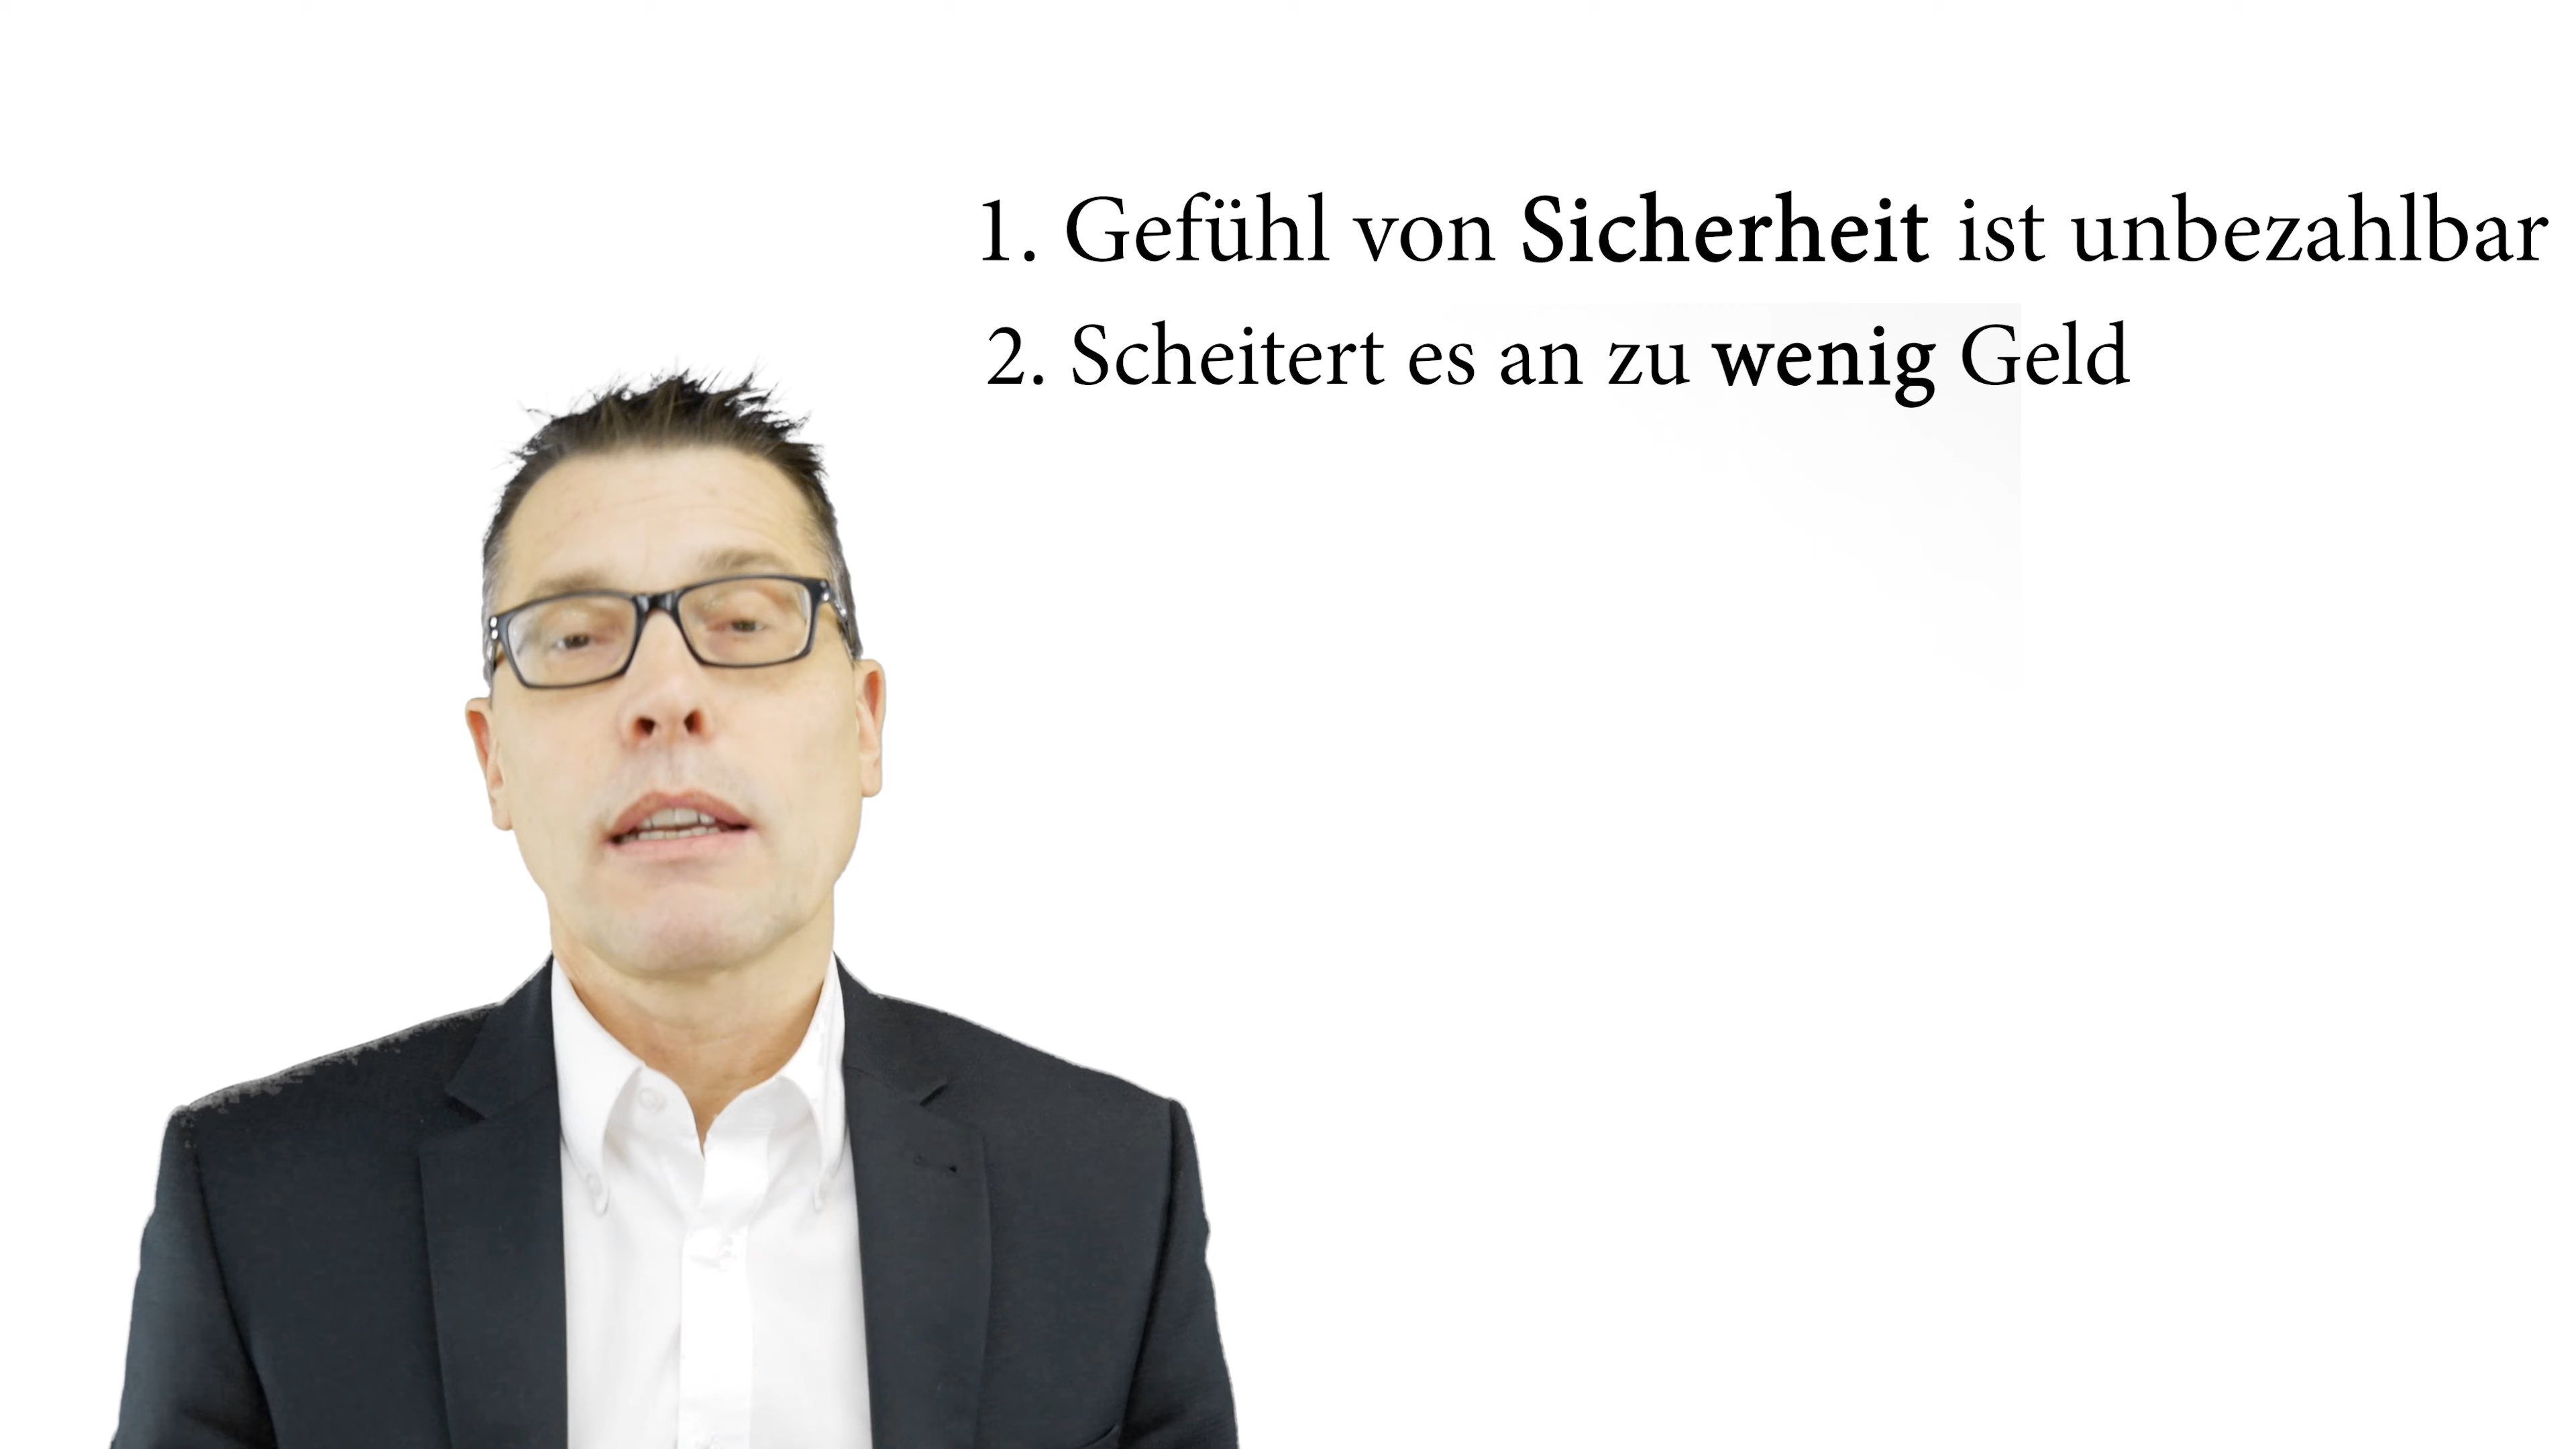 1. Gefühl von Sicherheit ist unbezahlbar
2. Scheitert es an zu wenig Geld